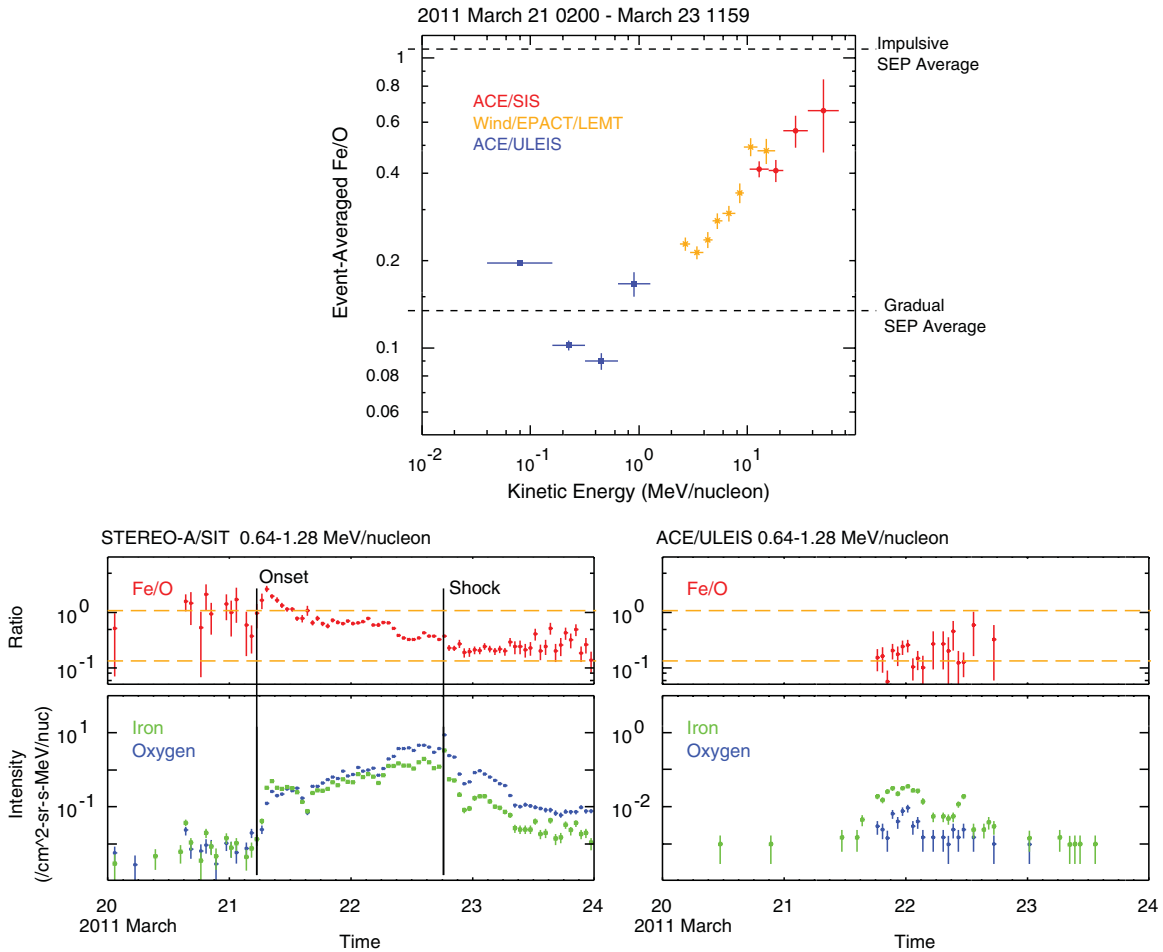 2011 March 21 0200 - March 23 1159
Impulsive
SEP Average
1
0.8
0.6
0.4
0.2
0.1
0.08
0.06
ACE/SIS
Wind/EPACT/LEMT
ACE/ULEIS
Gradual
SEP Average
Event-Averaged Fe/O
10^-2
10^-1
10^0
10^1
Kinetic Energy (MeV/nucleon)
STEREO-A/SIT 0.64-1.28 MeV/nucleon
Fe/O
Onset
Shock
10^0
10^-1
Ratio
Iron
Oxygen
10^1
10^-1
Intensity
(/cm^2-sr-s-MeV/nuc)
20
21
22
23
24
2011 March
Time
ACE/ULEIS 0.64-1.28 MeV/nucleon
Fe/O
10^0
10^-1
Iron
Oxygen
10^0
10^-2
20
21
22
23
24
2011 March
Time